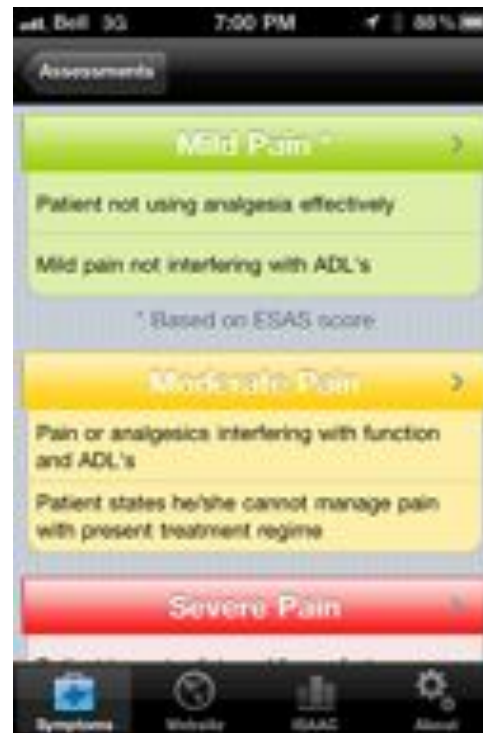 Bell 3G 7:00 PM 88%
Assessments
Mild Pain *
Patient not using analgesia effectively
Mild pain not interfering with ADL's
* Based on ESAS score
Moderate Pain
Pain or analgesics interfering with function
and ADL's
Patient states he/she cannot manage pain
with present treatment regime
Severe Pain
Symptoms Website ISAAC About